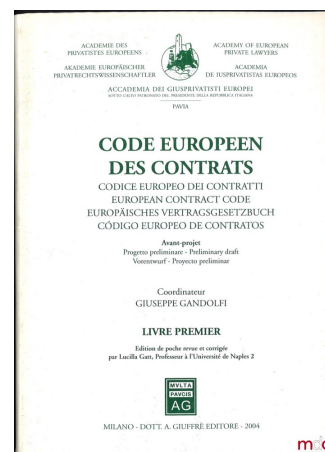 ACADEMIE DES
PRIVATISTES EUROPEENS
ACADEMY OF EUROPEAN
PRIVATE LAWYERS
AKADEMIE EUROPÄISCHER
PRIVATRECHTSWISSENSCHAFTLER
ACADEMIA
DE IUSPRIVATISTAS EUROPEOS
ACCADEMIA DEI GIUSPRIVATISTI EUROPEI
SOTTO L'ALTO PATRONATO DEL PRESIDENTE DELLA REPUBBLICA ITALIANA
PAVIA
CODE EUROPEEN
DES CONTRATS
CODICE EUROPEO DEI CONTRATTI
EUROPEAN CONTRACT CODE
EUROPÄISCHES VERTRAGSGESETZBUCH
CÓDIGO EUROPEO DE CONTRATOS
Avant-projet
Progetto preliminare - Preliminary draft
Vorentwurf - Proyecto preliminar
Coordinateur
GIUSEPPE GANDOLFI
LIVRE PREMIER
Edition de poche revue et corrigée
par Lucilla Gatt, Professeur à l'Université de Naples 2
MVLTA
PAVCIS
AG
MILANO - DOTT. A. GIUFFRÈ EDITORE - 2004